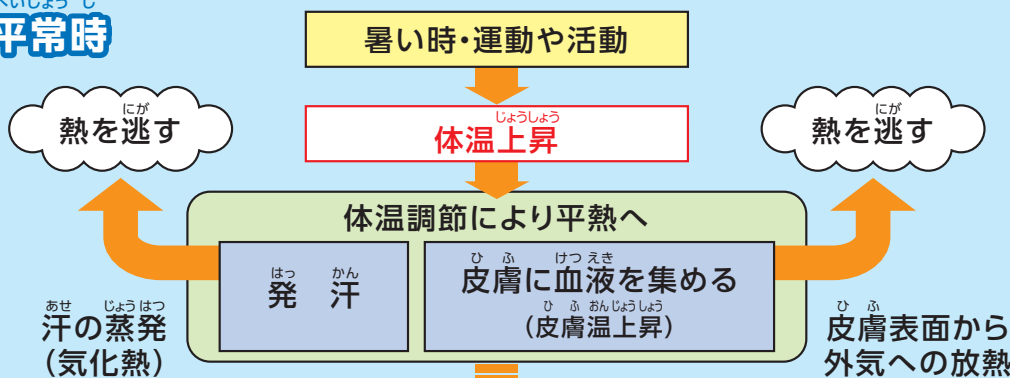 平常時
暑い時・運動や活動
熱を逃す
体温上昇
熱を逃す
体温調節により平熱へ
発汗
皮膚に血液を集める
(皮膚温上昇)
汗の蒸発
(気化熱)
皮膚表面から
外気への放熱